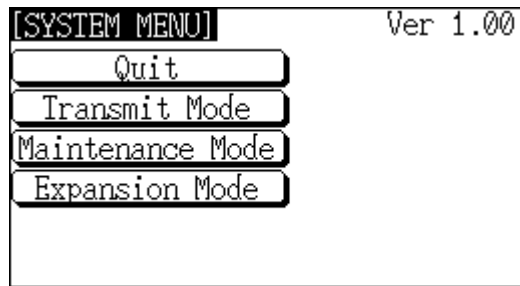 [SYSTEM MENU] Ver 1.00
Quit
Transmit Mode
Maintenance Mode
Expansion Mode